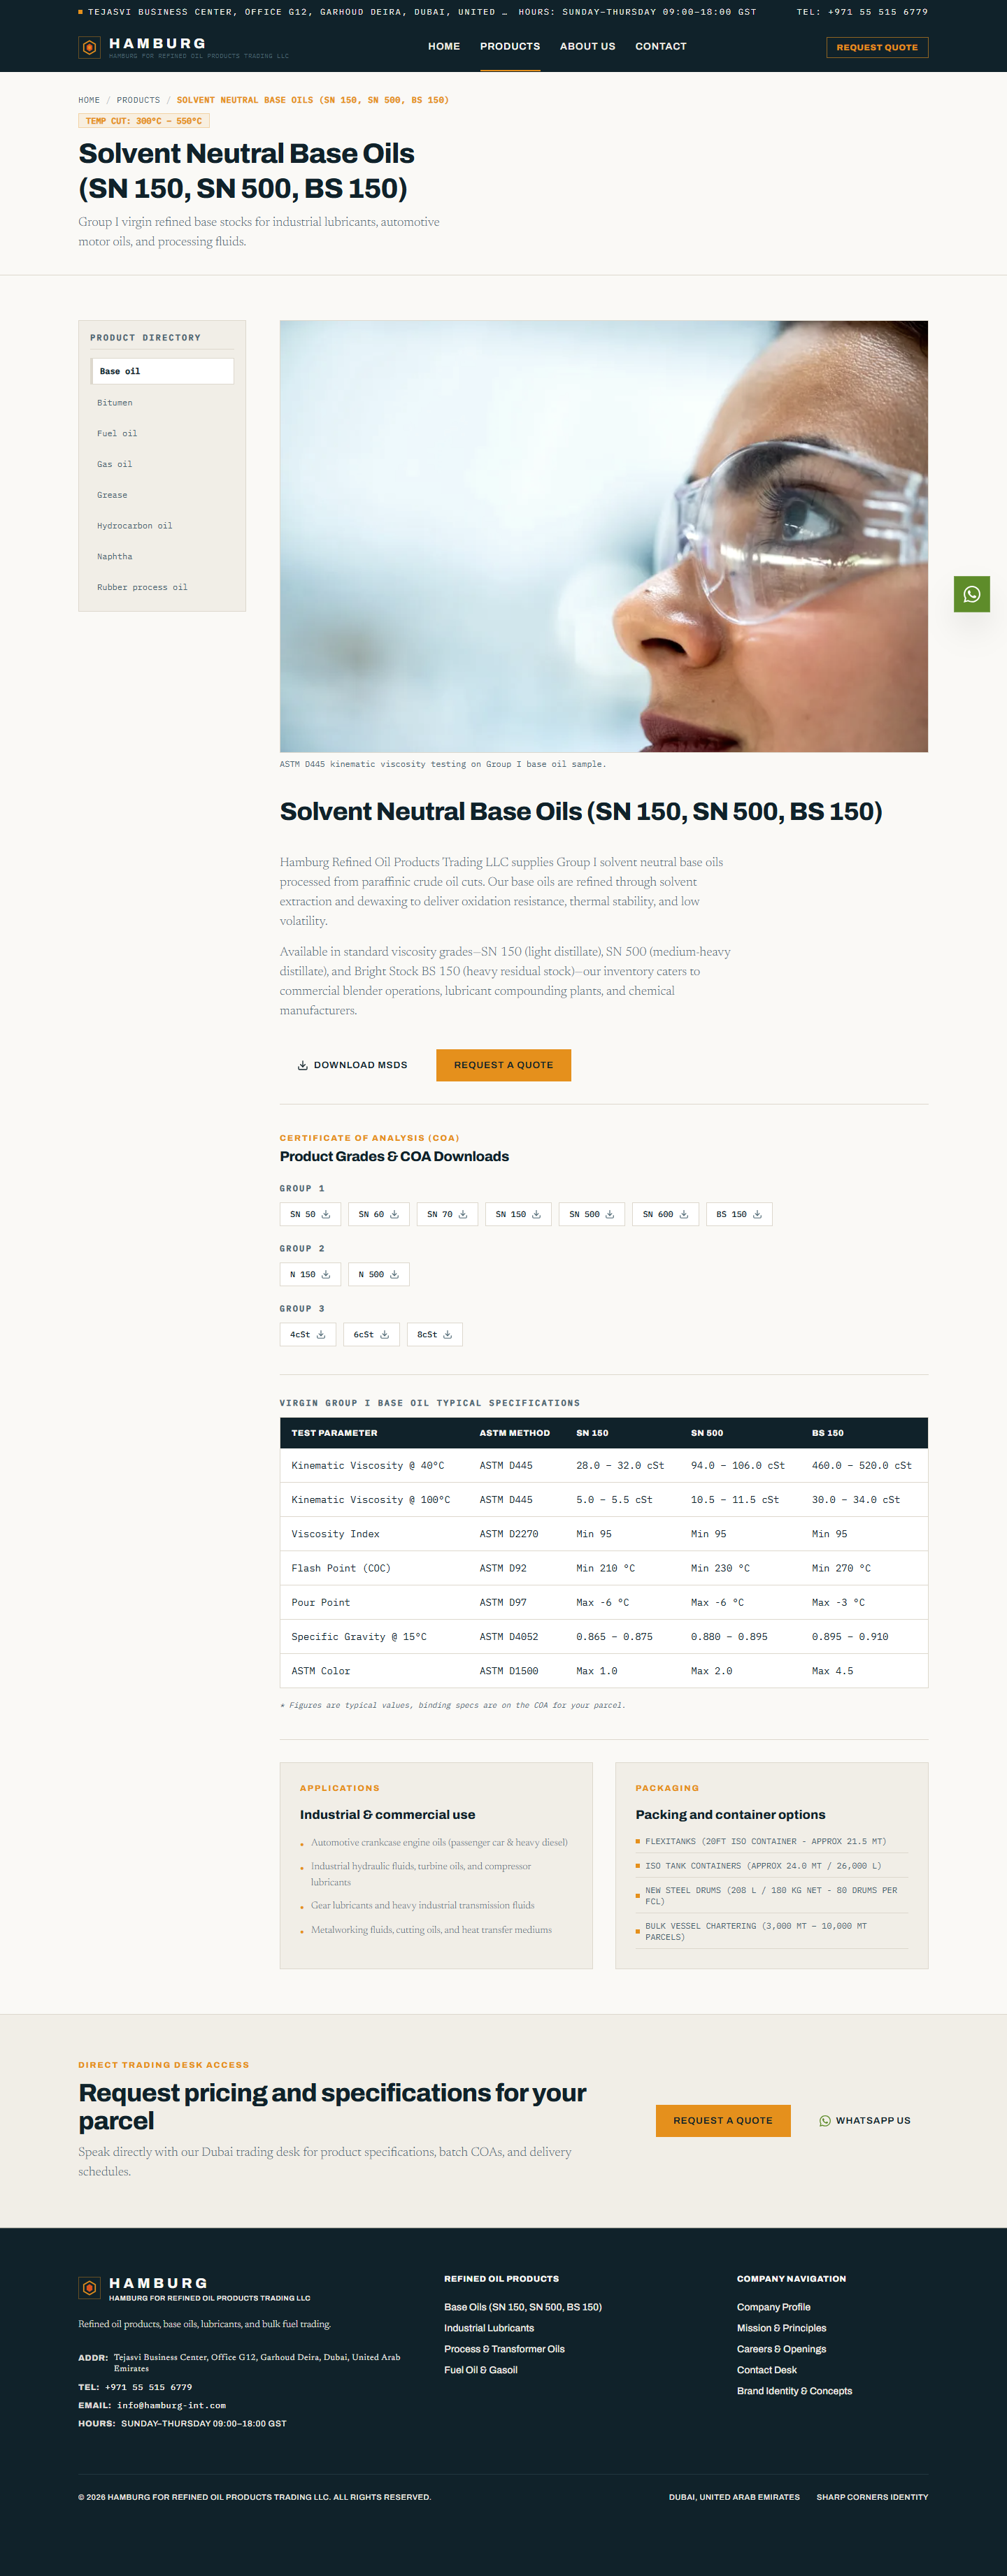 TEJASVI BUSINESS CENTER, OFFICE G12, GARHOUD DEIRA, DUBAI, UNITED …
HOURS: SUNDAY–THURSDAY 09:00–18:00 GST
TEL: +971 55 515 6779
HAMBURG
HAMBURG FOR REFINED OIL PRODUCTS TRADING LLC
HOME
PRODUCTS
ABOUT US
CONTACT
REQUEST QUOTE
HOME / PRODUCTS / SOLVENT NEUTRAL BASE OILS (SN 150, SN 500, BS 150)
TEMP CUT: 300°C – 550°C
Solvent Neutral Base Oils
(SN 150, SN 500, BS 150)
Group I virgin refined base stocks for industrial lubricants, automotive
motor oils, and processing fluids.
PRODUCT DIRECTORY
Base oil
Bitumen
Fuel oil
Gas oil
Grease
Hydrocarbon oil
Naphtha
Rubber process oil
ASTM D445 kinematic viscosity testing on Group I base oil sample.
Solvent Neutral Base Oils (SN 150, SN 500, BS 150)
Hamburg Refined Oil Products Trading LLC supplies Group I solvent neutral base oils
processed from paraffinic crude oil cuts. Our base oils are refined through solvent
extraction and dewaxing to deliver oxidation resistance, thermal stability, and low
volatility.
Available in standard viscosity grades—SN 150 (light distillate), SN 500 (medium-heavy
distillate), and Bright Stock BS 150 (heavy residual stock)—our inventory caters to
commercial blender operations, lubricant compounding plants, and chemical
manufacturers.
DOWNLOAD MSDS
REQUEST A QUOTE
CERTIFICATE OF ANALYSIS (COA)
Product Grades & COA Downloads
GROUP 1
SN 50
SN 60
SN 70
SN 150
SN 500
SN 600
BS 150
GROUP 2
N 150
N 500
GROUP 3
4cSt
6cSt
8cSt
VIRGIN GROUP I BASE OIL TYPICAL SPECIFICATIONS
TEST PARAMETER ASTM METHOD SN 150 SN 500 BS 150
Kinematic Viscosity @ 40°C ASTM D445 28.0 – 32.0 cSt 94.0 – 106.0 cSt 460.0 – 520.0 cSt
Kinematic Viscosity @ 100°C ASTM D445 5.0 – 5.5 cSt 10.5 – 11.5 cSt 30.0 – 34.0 cSt
Viscosity Index ASTM D2270 Min 95 Min 95 Min 95
Flash Point (COC) ASTM D92 Min 210 °C Min 230 °C Min 270 °C
Pour Point ASTM D97 Max -6 °C Max -6 °C Max -3 °C
Specific Gravity @ 15°C ASTM D4052 0.865 – 0.875 0.880 – 0.895 0.895 – 0.910
ASTM Color ASTM D1500 Max 1.0 Max 2.0 Max 4.5
* Figures are typical values, binding specs are on the COA for your parcel.
APPLICATIONS
Industrial & commercial use
Automotive crankcase engine oils (passenger car & heavy diesel)
Industrial hydraulic fluids, turbine oils, and compressor
lubricants
Gear lubricants and heavy industrial transmission fluids
Metalworking fluids, cutting oils, and heat transfer mediums
PACKAGING
Packing and container options
FLEXITANKS (20FT ISO CONTAINER - APPROX 21.5 MT)
ISO TANK CONTAINERS (APPROX 24.0 MT / 26,000 L)
NEW STEEL DRUMS (208 L / 180 KG NET - 80 DRUMS PER
FCL)
BULK VESSEL CHARTERING (3,000 MT – 10,000 MT
PARCELS)
DIRECT TRADING DESK ACCESS
Request pricing and specifications for your
parcel
Speak directly with our Dubai trading desk for product specifications, batch COAs, and delivery
schedules.
REQUEST A QUOTE
WHATSAPP US
HAMBURG
HAMBURG FOR REFINED OIL PRODUCTS TRADING LLC
Refined oil products, base oils, lubricants, and bulk fuel trading.
ADDR: Tejasvi Business Center, Office G12, Garhoud Deira, Dubai, United Arab
Emirates
TEL: +971 55 515 6779
EMAIL: info@hamburg-int.com
HOURS: SUNDAY–THURSDAY 09:00–18:00 GST
REFINED OIL PRODUCTS
Base Oils (SN 150, SN 500, BS 150)
Industrial Lubricants
Process & Transformer Oils
Fuel Oil & Gasoil
COMPANY NAVIGATION
Company Profile
Mission & Principles
Careers & Openings
Contact Desk
Brand Identity & Concepts
© 2026 HAMBURG FOR REFINED OIL PRODUCTS TRADING LLC. ALL RIGHTS RESERVED.
DUBAI, UNITED ARAB EMIRATES
SHARP CORNERS IDENTITY